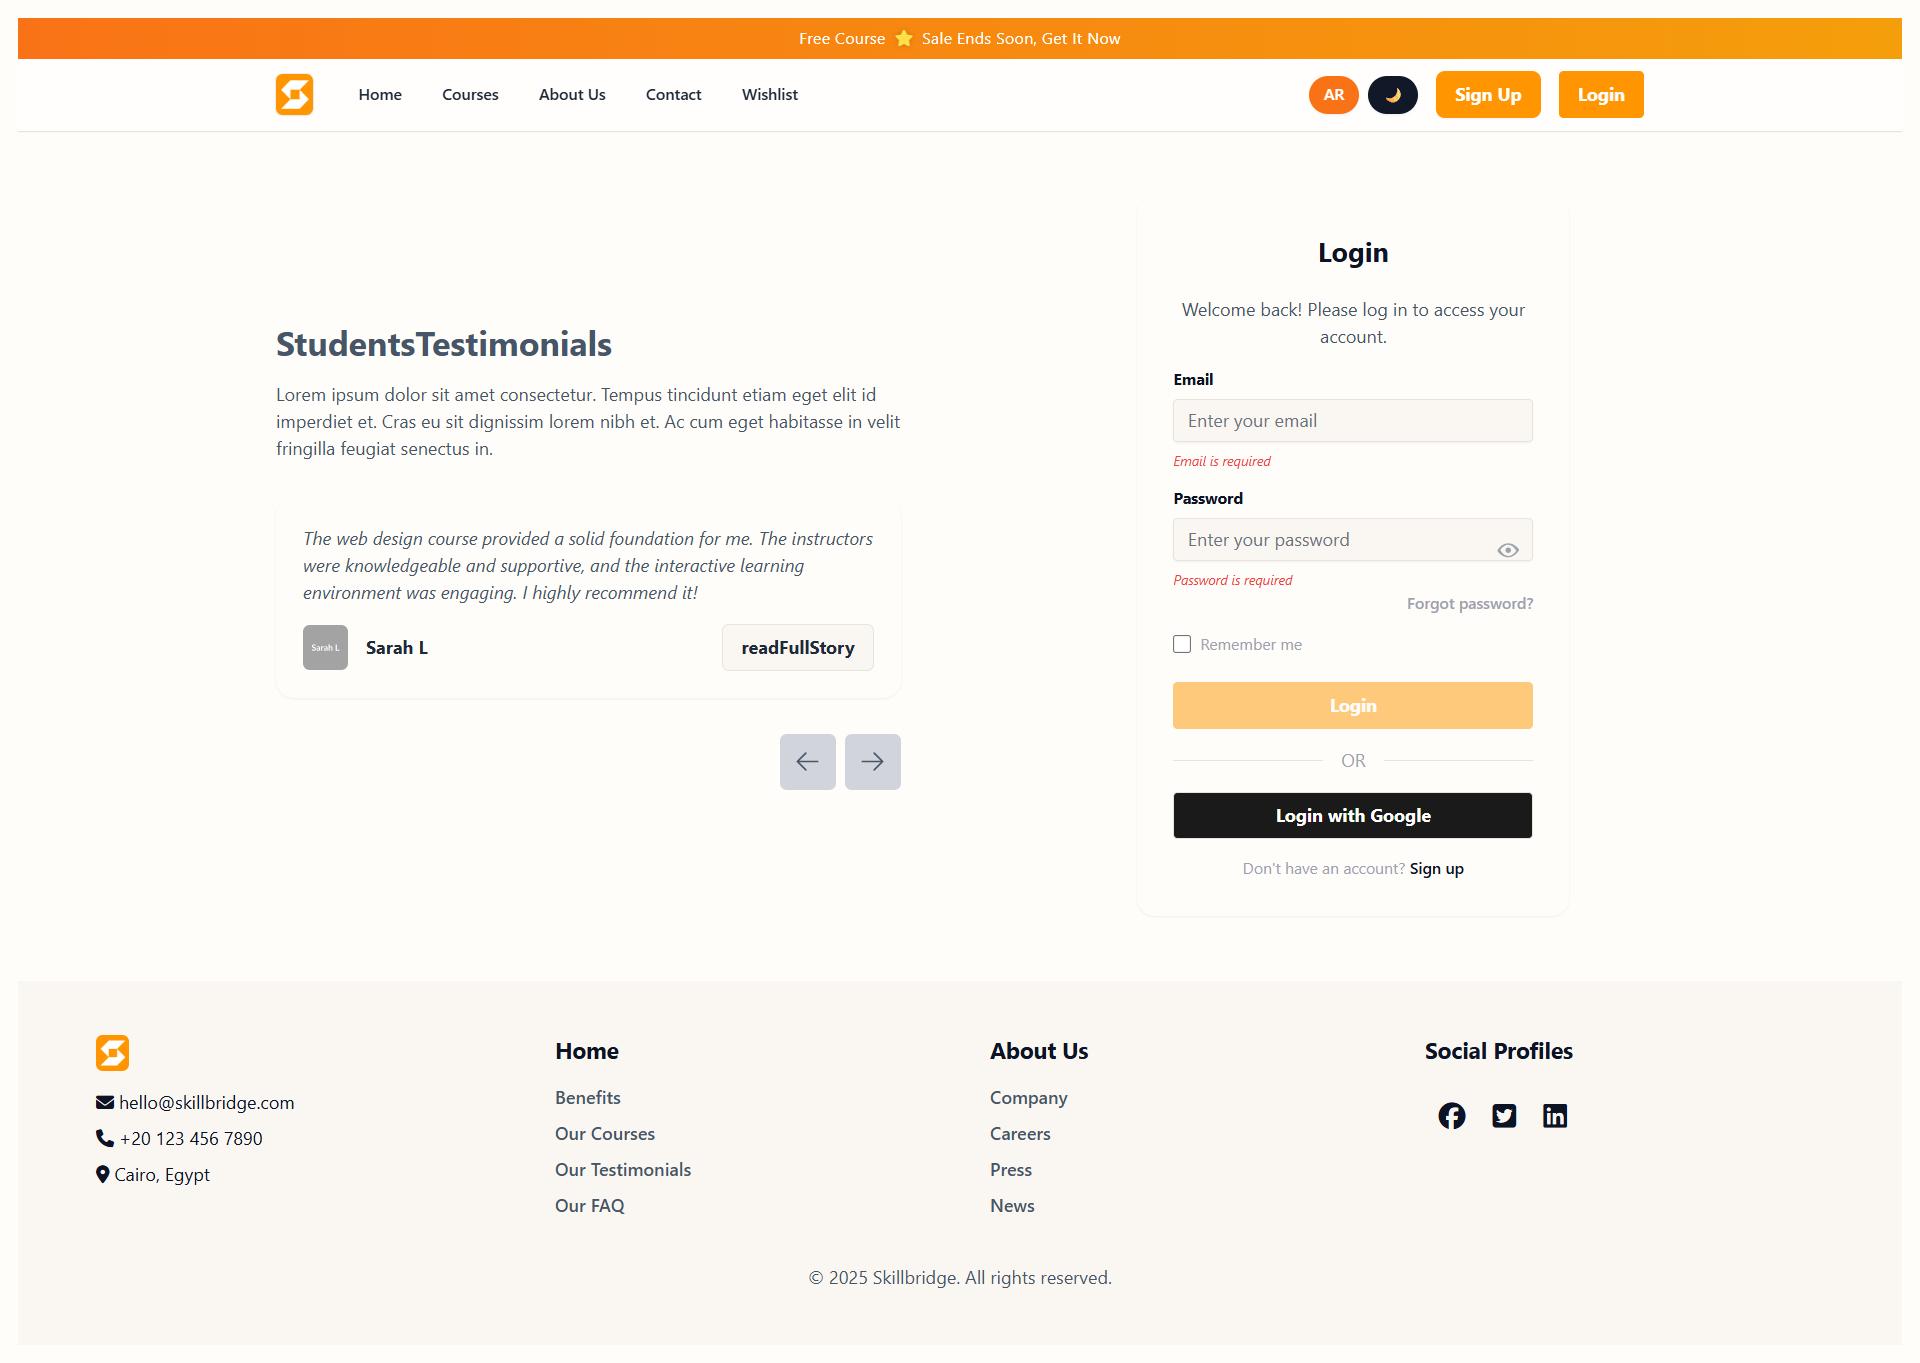 Free Course ⭐ Sale Ends Soon, Get It Now
Home
Courses
About Us
Contact
Wishlist
AR
Sign Up
Login
StudentsTestimonials
Lorem ipsum dolor sit amet consectetur. Tempus tincidunt etiam eget elit id
imperdiet et. Cras eu sit dignissim lorem nibh et. Ac cum eget habitasse in velit
fringilla feugiat senectus in.
The web design course provided a solid foundation for me. The instructors
were knowledgeable and supportive, and the interactive learning
environment was engaging. I highly recommend it!
Sarah L
Sarah L
readFullStory
Login
Welcome back! Please log in to access your
account.
Email
Enter your email
Email is required
Password
Enter your password
Password is required
Forgot password?
Remember me
Login
OR
Login with Google
Don't have an account? Sign up
hello@skillbridge.com
+20 123 456 7890
Cairo, Egypt
Home
Benefits
Our Courses
Our Testimonials
Our FAQ
About Us
Company
Careers
Press
News
Social Profiles
© 2025 Skillbridge. All rights reserved.